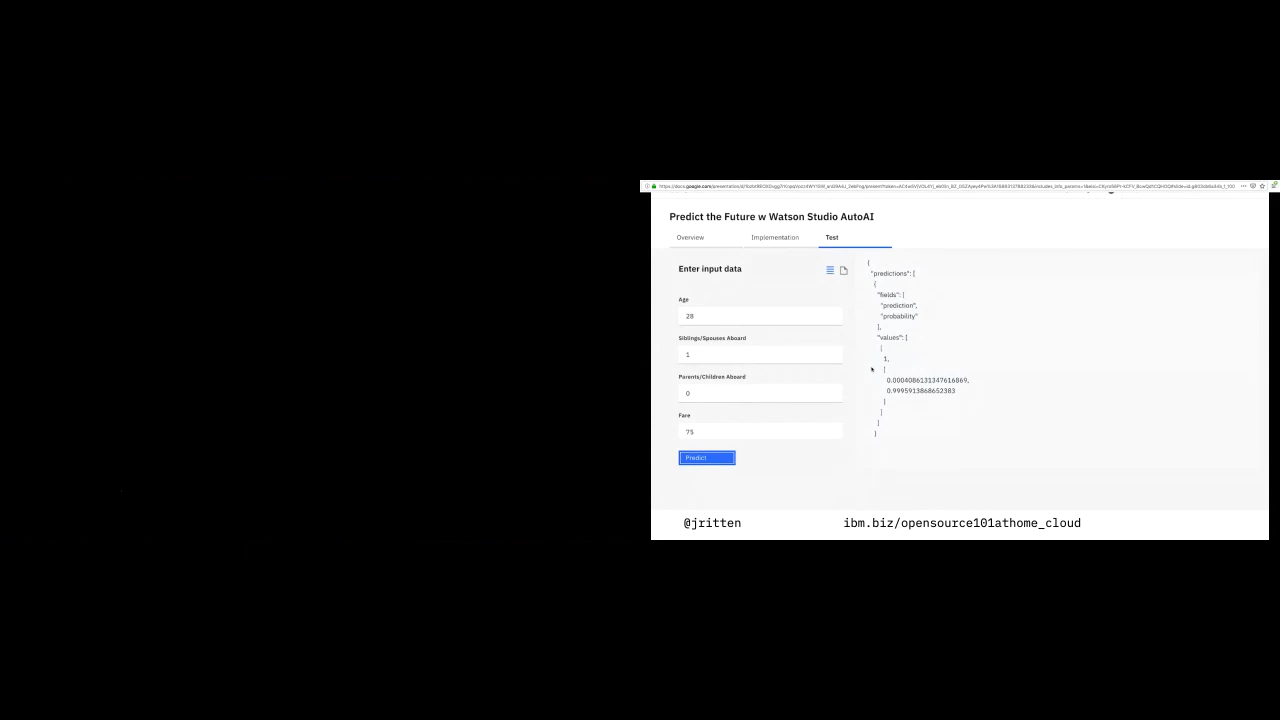 Predict the Future w Watson Studio AutoAI
Overview Implementation Test
Enter input data
Age
28
Siblings/Spouses Aboard
1
Parents/Children Aboard
0
Fare
75
Predict
{
"predictions": [
{
"fields": [
"prediction",
"probability"
],
"values": [
[
1,
[
0.0004086131347616869,
0.9995913868652383
]
]
]
}
@jritten ibm.biz/opensource101athome_cloud